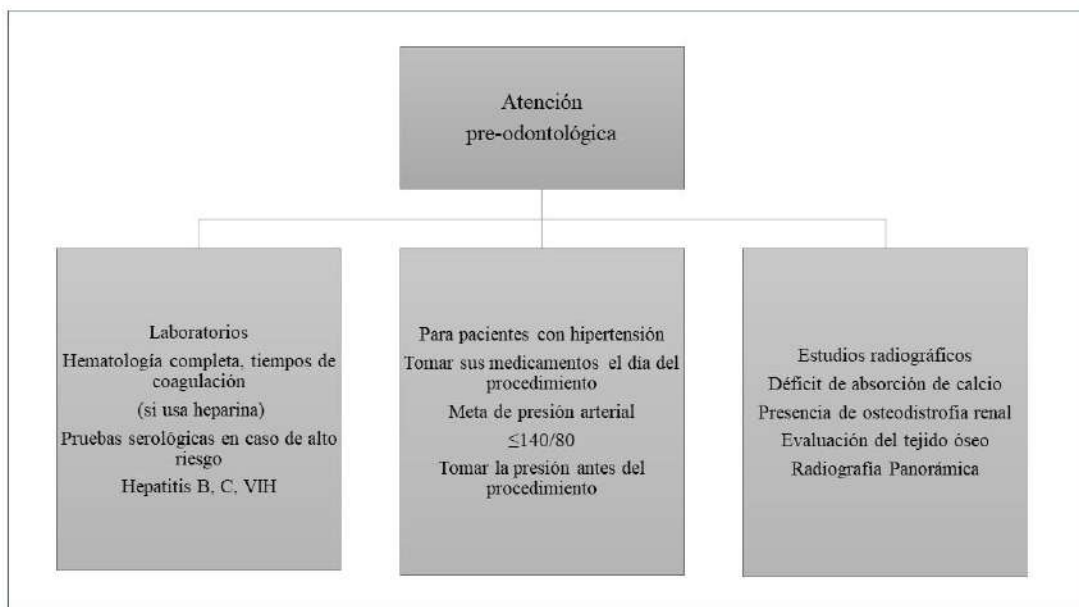 Atención
pre-odontológica
Laboratorios
Hematología completa, tiempos de
coagulación
(si usa heparina)
Pruebas serológicas en caso de alto
riesgo
Hepatitis B, C, VIH
Para pacientes con hipertensión
Tomar sus medicamentos el día del
procedimiento
Meta de presión arterial
≤140/80
Tomar la presión antes del
procedimiento
Estudios radiográficos
Déficit de absorción de calcio
Presencia de osteodistrofia renal
Evaluación del tejido óseo
Radiografía Panorámica